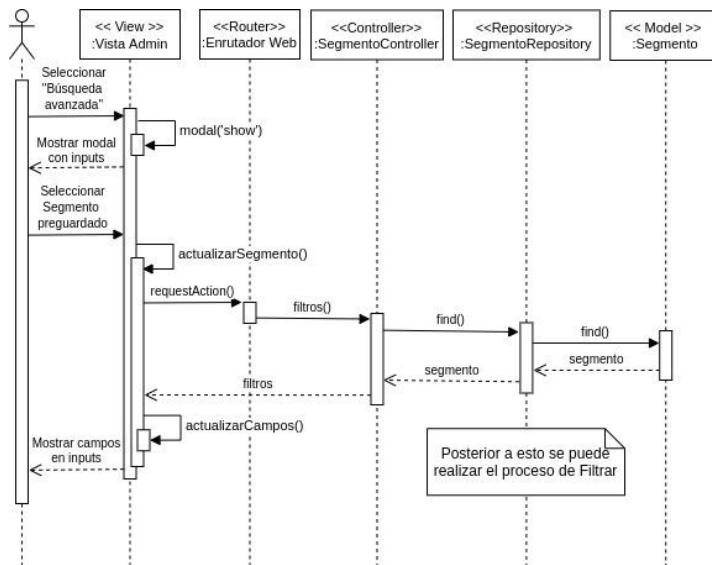 << View >>
:Vista Admin
<<Router>>
:Enrutador Web
<<Controller>>
:SegmentoController
<<Repository>>
:SegmentoRepository
<< Model >>
:Segmento
Seleccionar
"Búsqueda
avanzada"
modal('show')
Mostrar modal
con inputs
Seleccionar
Segmento
preguardado
actualizarSegmento()
requestAction()
filtros()
find()
find()
segmento
segmento
filtros
actualizarCampos()
Mostrar campos
en inputs
Posterior a esto se puede
realizar el proceso de Filtrar